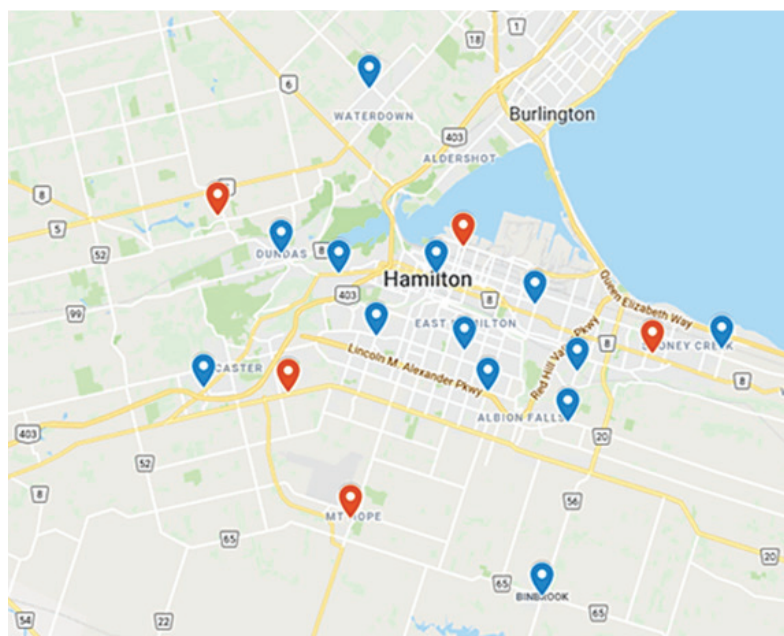 1
18
6
WATERDOWN
Burlington
403
ALDERSHOT
8
5
52
DUNDAS
8
Hamilton
403
8
Queen Elizabeth Way
99
EAST HAMILTON
Red Hill Valley Pkwy
8
STONEY CREEK
Lincoln M. Alexander Pkwy
CASTER
8
ALBION FALLS
403
20
52
8
56
MT HOPE
65
20
65
BINBROOK
65
54
22